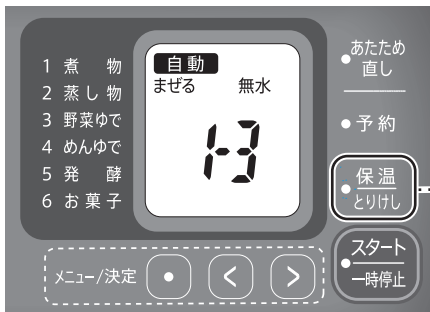 1 煮 物
2 蒸し物
3 野菜ゆで
4 めんゆで
5 発 酵
6 お菓子
自動
まぜる 無水
1-3
あたため
直し
予約
保温
とりけし
スタート
一時停止
メニュー/決定